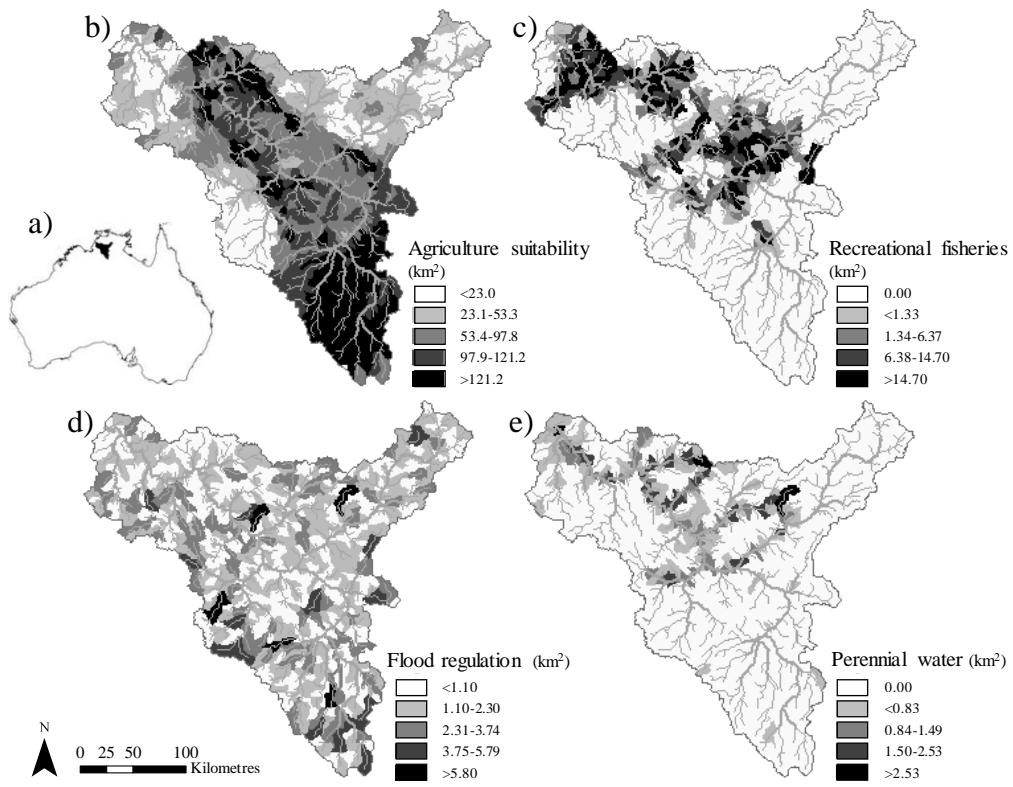 b)
c)
a)
Agriculture suitability
(km²)
<23.0
23.1-53.3
53.4-97.8
97.9-121.2
>121.2
Recreational fisheries
(km²)
0.00
<1.33
1.34-6.37
6.38-14.70
>14.70
d)
e)
Flood regulation (km²)
<1.10
1.10-2.30
2.31-3.74
3.75-5.79
>5.80
Perennial water (km²)
0.00
<0.83
0.84-1.49
1.50-2.53
>2.53
N
0 25 50 100
Kilometres